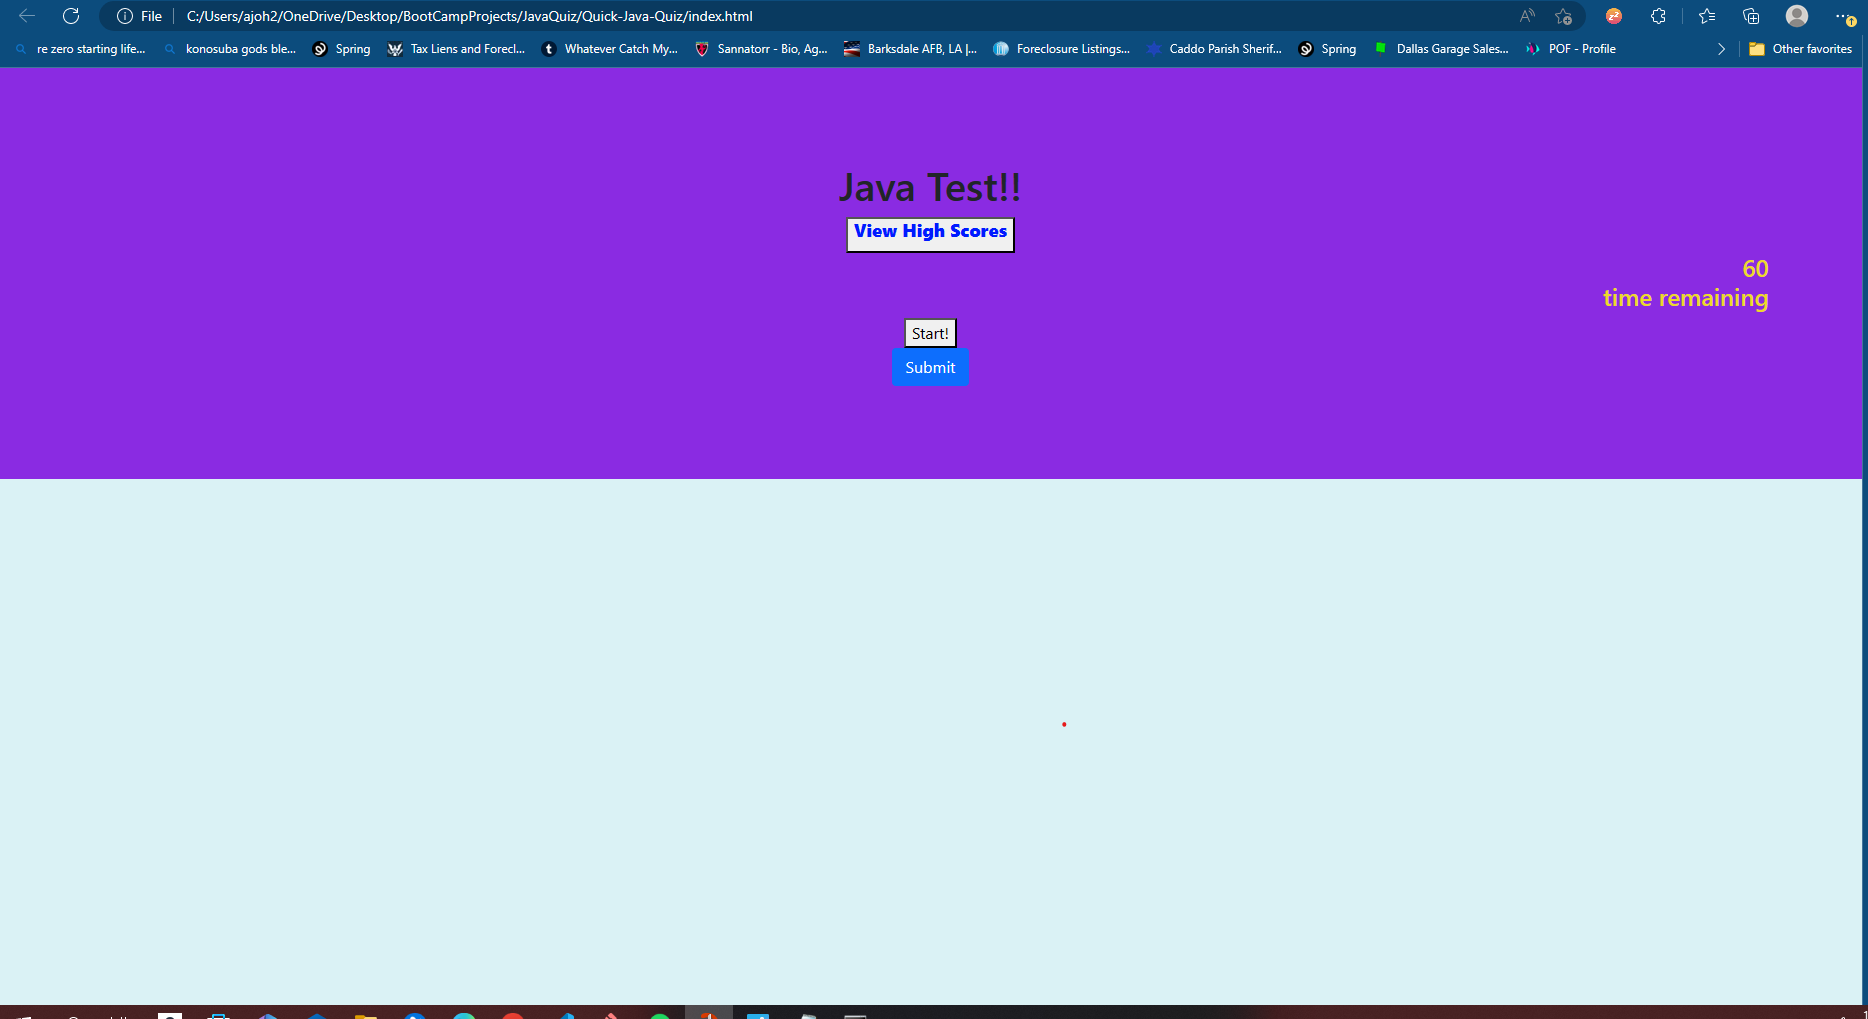 File C:/Users/ajoh2/OneDrive/Desktop/BootCampProjects/JavaQuiz/Quick-Java-Quiz/index.html
re zero starting life... konosuba gods ble... Spring Tax Liens and Forecl... Whatever Catch My... Sannatorr - Bio, Ag... Barksdale AFB, LA |... Foreclosure Listings... Caddo Parish Sherif... Spring Dallas Garage Sales... POF - Profile Other favorites
Java Test!!
View High Scores
60
time remaining
Start!
Submit